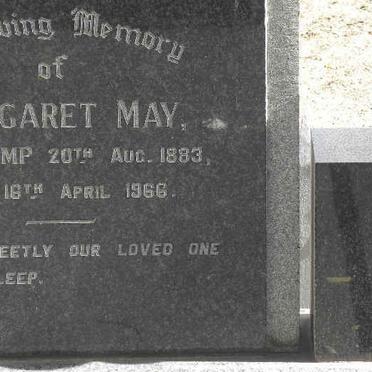 ving Memory
of
GARET MAY,
MP 20TH AUG. 1883,
16TH APRIL 1966.
EETLY OUR LOVED ONE
LEEP.